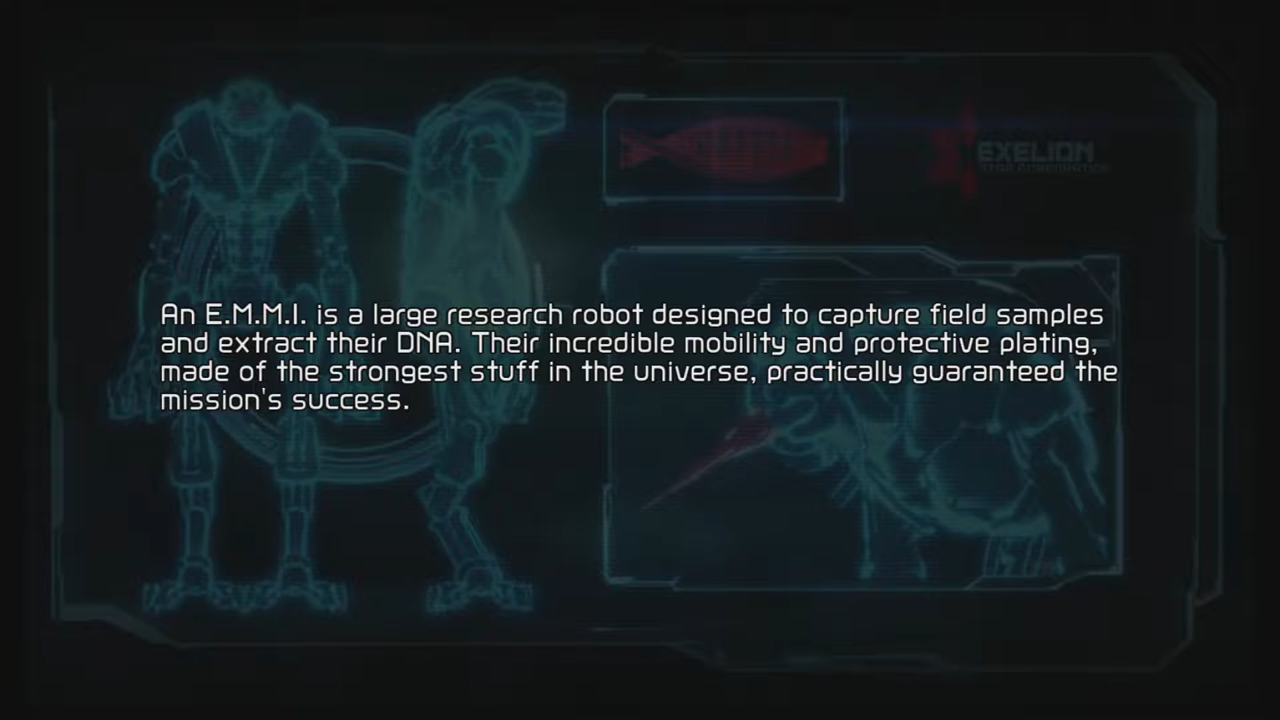 EXELION
An E.M.M.I. is a large research robot designed to capture field samples
and extract their DNA. Their incredible mobility and protective plating,
made of the strongest stuff in the universe, practically guaranteed the
mission's success.